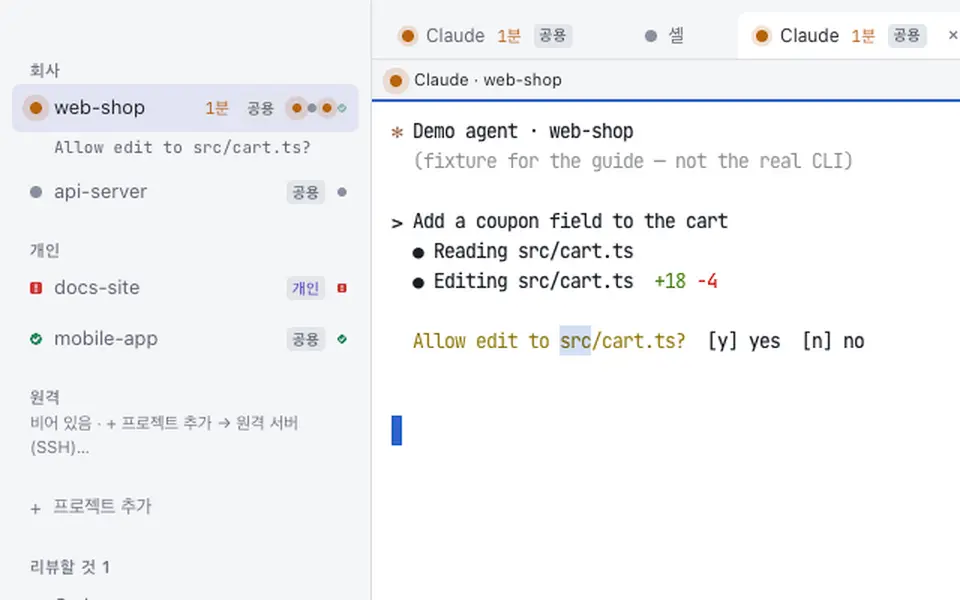 회사
web-shop 1분 공용
Allow edit to src/cart.ts?
api-server 공용
개인
docs-site 개인
mobile-app 공용
원격
비어 있음 · + 프로젝트 추가 → 원격 서버
(SSH)...
+ 프로젝트 추가
리뷰할 것 1
Claude 1분 공용 셸 Claude 1분 공용 ×
Claude · web-shop
* Demo agent · web-shop
(fixture for the guide — not the real CLI)
> Add a coupon field to the cart
● Reading src/cart.ts
● Editing src/cart.ts +18 -4
Allow edit to src/cart.ts? [y] yes [n] no